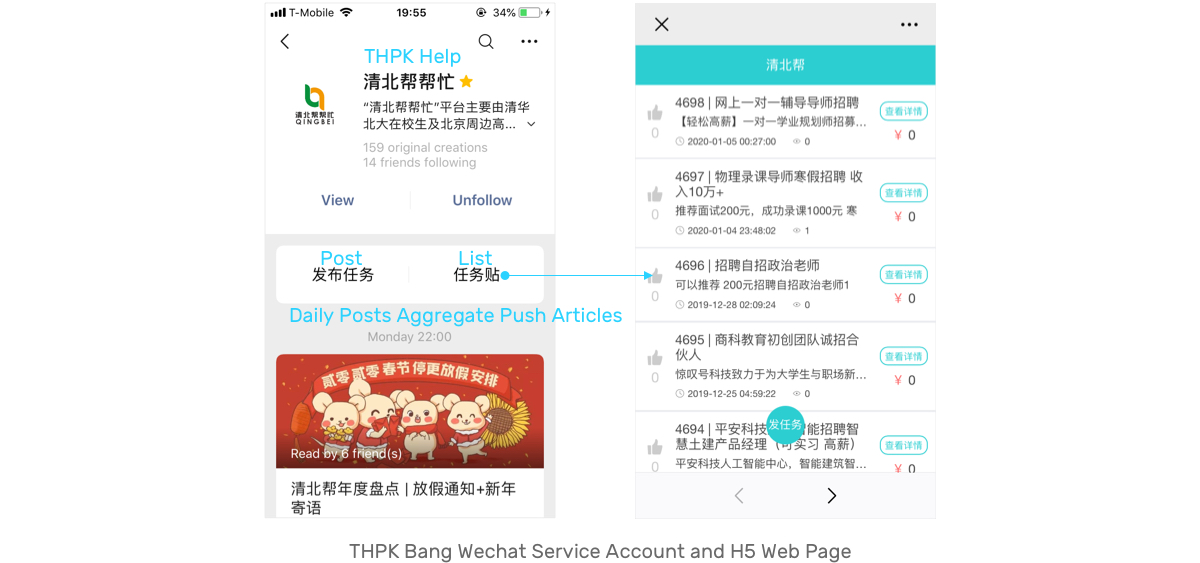 T-Mobile 19:55 34%
THPK Help
清北帮帮忙
清北帮帮忙
QINGBEI
“清北帮帮忙”平台主要由清华
北大在校生及北京周边高...
159 original creations
14 friends following
View Unfollow
Post List
发布任务 任务贴
Daily Posts Aggregate Push Articles
Monday 22:00
贰零贰零春节停更放假安排
Read by 6 friend(s)
清北帮年度盘点 | 放假通知+新年
寄语
清北帮
4698 | 网上一对一辅导导师招聘
【轻松高薪】一对一学业规划师招募...
2020-01-05 00:27:00 0
0
查看详情
¥ 0
4697 | 物理录课导师寒假招聘 收
入10万+
推荐面试200元，成功录课1000元 寒
2020-01-04 23:48:02 1
0
查看详情
¥ 0
4696 | 招聘自招政治老师
可以推荐 200元招聘自招政治老师1
2019-12-28 02:09:24 0
0
查看详情
¥ 0
4695 | 商科教育初创团队诚招合
伙人
惊叹号科技致力于为大学生与职场新...
2019-12-25 04:59:22 0
0
查看详情
¥ 0
发任务
4694 | 平安科技 智能招聘智
慧土建产品经理（可实习 高薪）
平安科技人工智能中心，智能建筑智...
0
查看详情
¥ 0
THPK Bang Wechat Service Account and H5 Web Page